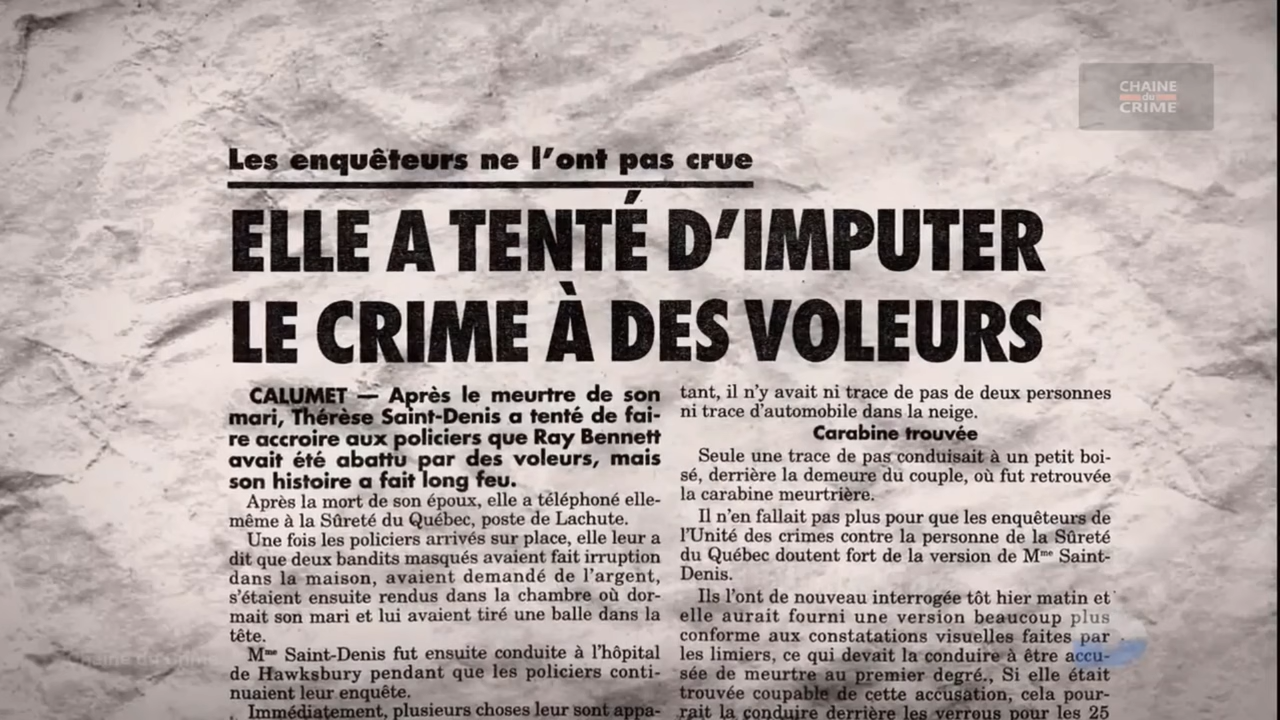 CHAINE
du
CRIME
Les enquêteurs ne l'ont pas crue
ELLE A TENTÉ D'IMPUTER
LE CRIME À DES VOLEURS
CALUMET — Après le meurtre de son
mari, Thérèse Saint-Denis a tenté de fai-
re accroire aux policiers que Ray Bennett
avait été abattu par des voleurs, mais
son histoire a fait long feu.
Après la mort de son époux, elle a téléphoné elle-
même à la Sûreté du Québec, poste de Lachute.
Une fois les policiers arrivés sur place, elle leur a
dit que deux bandits masqués avaient fait irruption
dans la maison, avaient demandé de l'argent,
s'étaient ensuite rendus dans la chambre où dor-
mait son mari et lui avaient tiré une balle dans la
tête.
Mme Saint-Denis fut ensuite conduite à l'hôpital
de Hawksbury pendant que les policiers conti-
nuaient leur enquête.
Immédiatement, plusieurs choses leur sont appa-
tant, il n'y avait ni trace de pas de deux personnes
ni trace d'automobile dans la neige.
Carabine trouvée
Seule une trace de pas conduisait à un petit boi-
sé, derrière la demeure du couple, où fut retrouvée
la carabine meurtrière.
Il n'en fallait pas plus pour que les enquêteurs de
l'Unité des crimes contre la personne de la Sûreté
du Québec doutent fort de la version de Mme Saint-
Denis.
Ils l'ont de nouveau interrogée tôt hier matin et
elle aurait fourni une version beaucoup plus
conforme aux constatations visuelles faites par
les limiers, ce qui devait la conduire à être accu-
sée de meurtre au premier degré., Si elle était
trouvée coupable de cette accusation, cela pour-
rait la conduire derrière les verrous pour les 25
Chaine du Crime